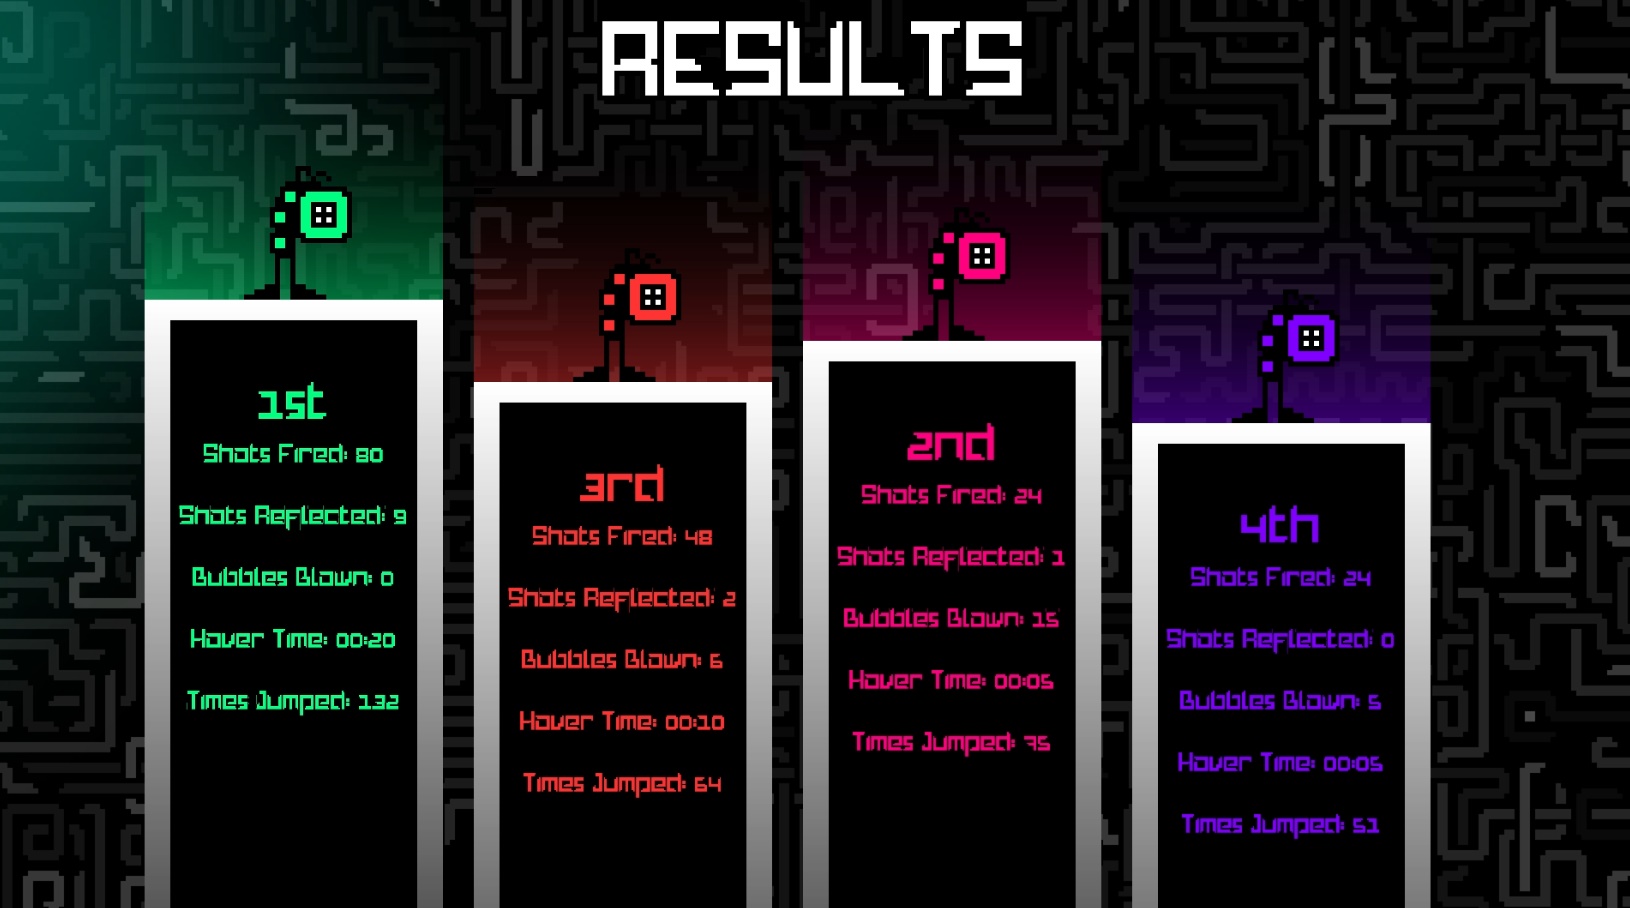 RESULTS
1st
Shots Fired: 80
Shots Reflected: 9
Bubbles Blown: 0
Hover Time: 00:20
Times Jumped: 132
3rd
Shots Fired: 48
Shots Reflected: 2
Bubbles Blown: 6
Hover Time: 00:10
Times Jumped: 64
2nd
Shots Fired: 24
Shots Reflected: 1
Bubbles Blown: 15
Hover Time: 00:05
Times Jumped: 75
4th
Shots Fired: 24
Shots Reflected: 0
Bubbles Blown: 5
Hover Time: 00:05
Times Jumped: 51